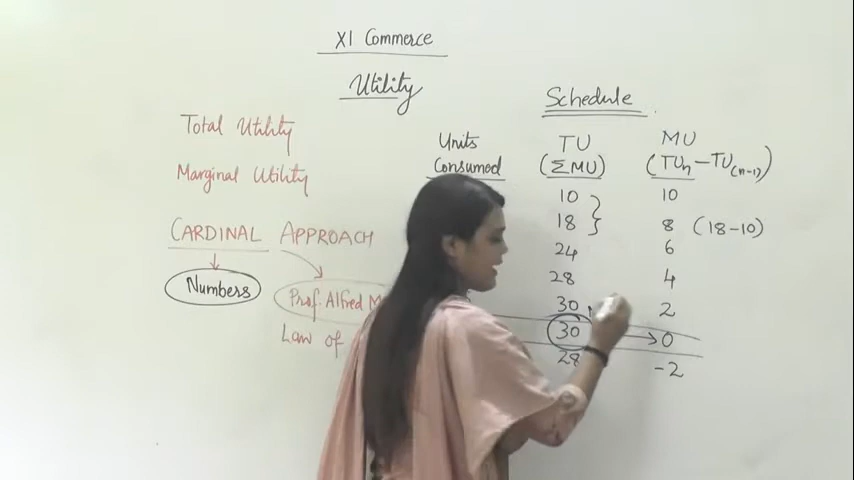 XI Commerce
Utility
Total Utility
Marginal Utility
CARDINAL APPROACH
Numbers
Prof. Alfred M
Law of
Schedule
Units Consumed
TU (ΣMU)
MU (TUn - TU(n-1))
10 10
18 8 (18-10)
24 6
28 4
30 2
30 0
28 -2